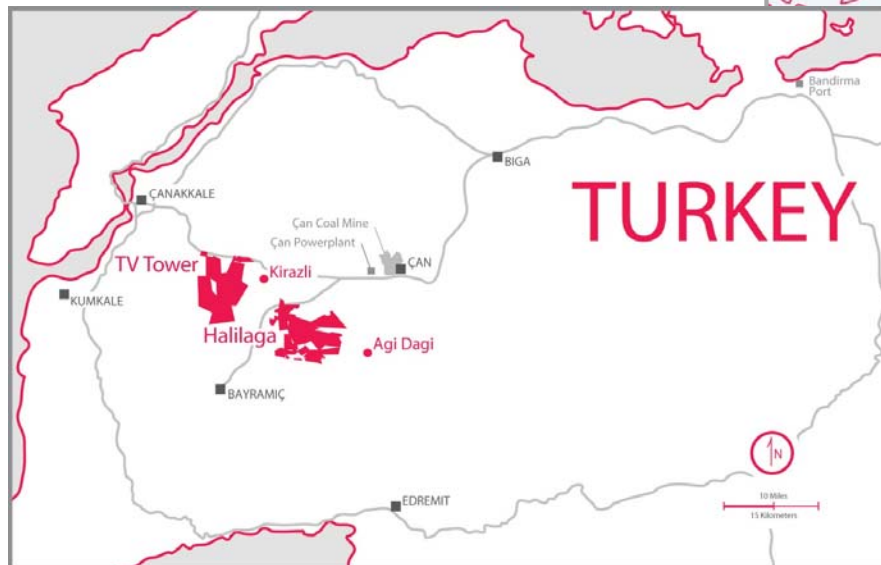 Bandirma
Port
BIGA
TURKEY
ÇANAKKALE
Çan Coal Mine
Çan Powerplant
ÇAN
TV Tower
Kirazli
KUMKALE
Halilaga
Agi Dagi
BAYRAMIÇ
N
EDREMIT
10 Miles
15 Kilometers